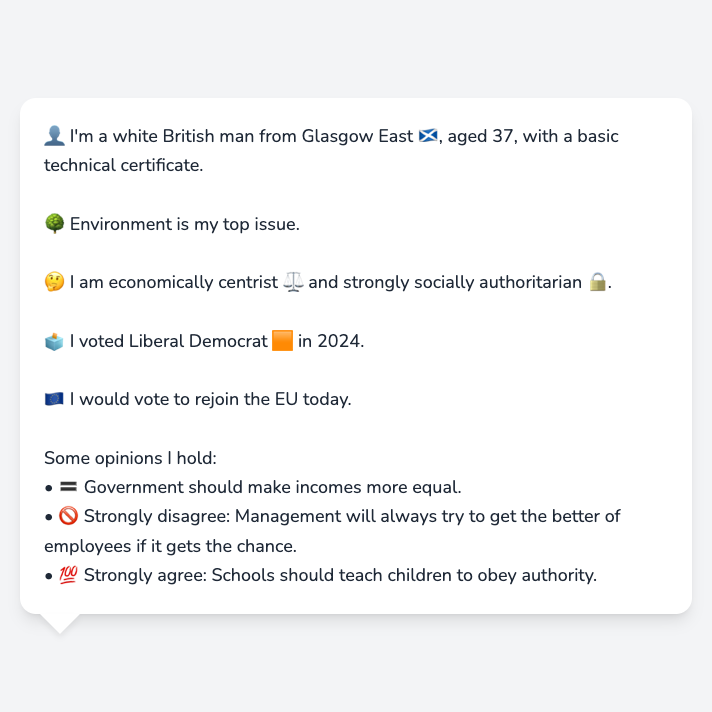 👤 I'm a white British man from Glasgow East 🏴󠁧󠁢󠁳󠁣󠁴󠁿, aged 37, with a basic
technical certificate.
🌳 Environment is my top issue.
🤔 I am economically centrist ⚖️ and strongly socially authoritarian 🔒.
🗳️ I voted Liberal Democrat 🟧 in 2024.
🇪🇺 I would vote to rejoin the EU today.
Some opinions I hold:
• 🟰 Government should make incomes more equal.
• 🚫 Strongly disagree: Management will always try to get the better of
employees if it gets the chance.
• 💯 Strongly agree: Schools should teach children to obey authority.